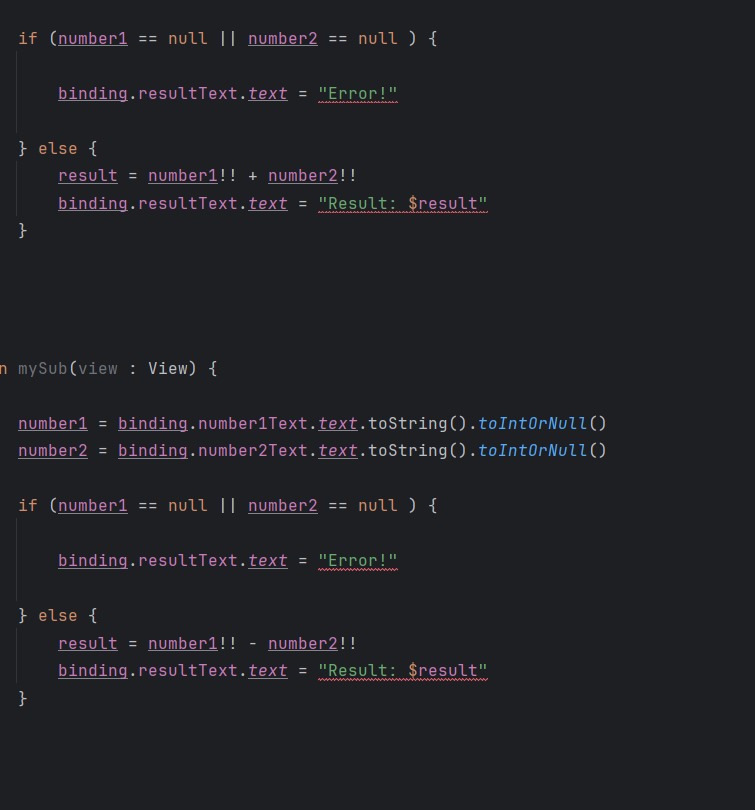 if (number1 == null || number2 == null ) {
binding.resultText.text = "Error!"
} else {
result = number1!! + number2!!
binding.resultText.text = "Result: $result"
}
n mySub(view : View) {
number1 = binding.number1Text.text.toString().toIntOrNull()
number2 = binding.number2Text.text.toString().toIntOrNull()
if (number1 == null || number2 == null ) {
binding.resultText.text = "Error!"
} else {
result = number1!! - number2!!
binding.resultText.text = "Result: $result"
}